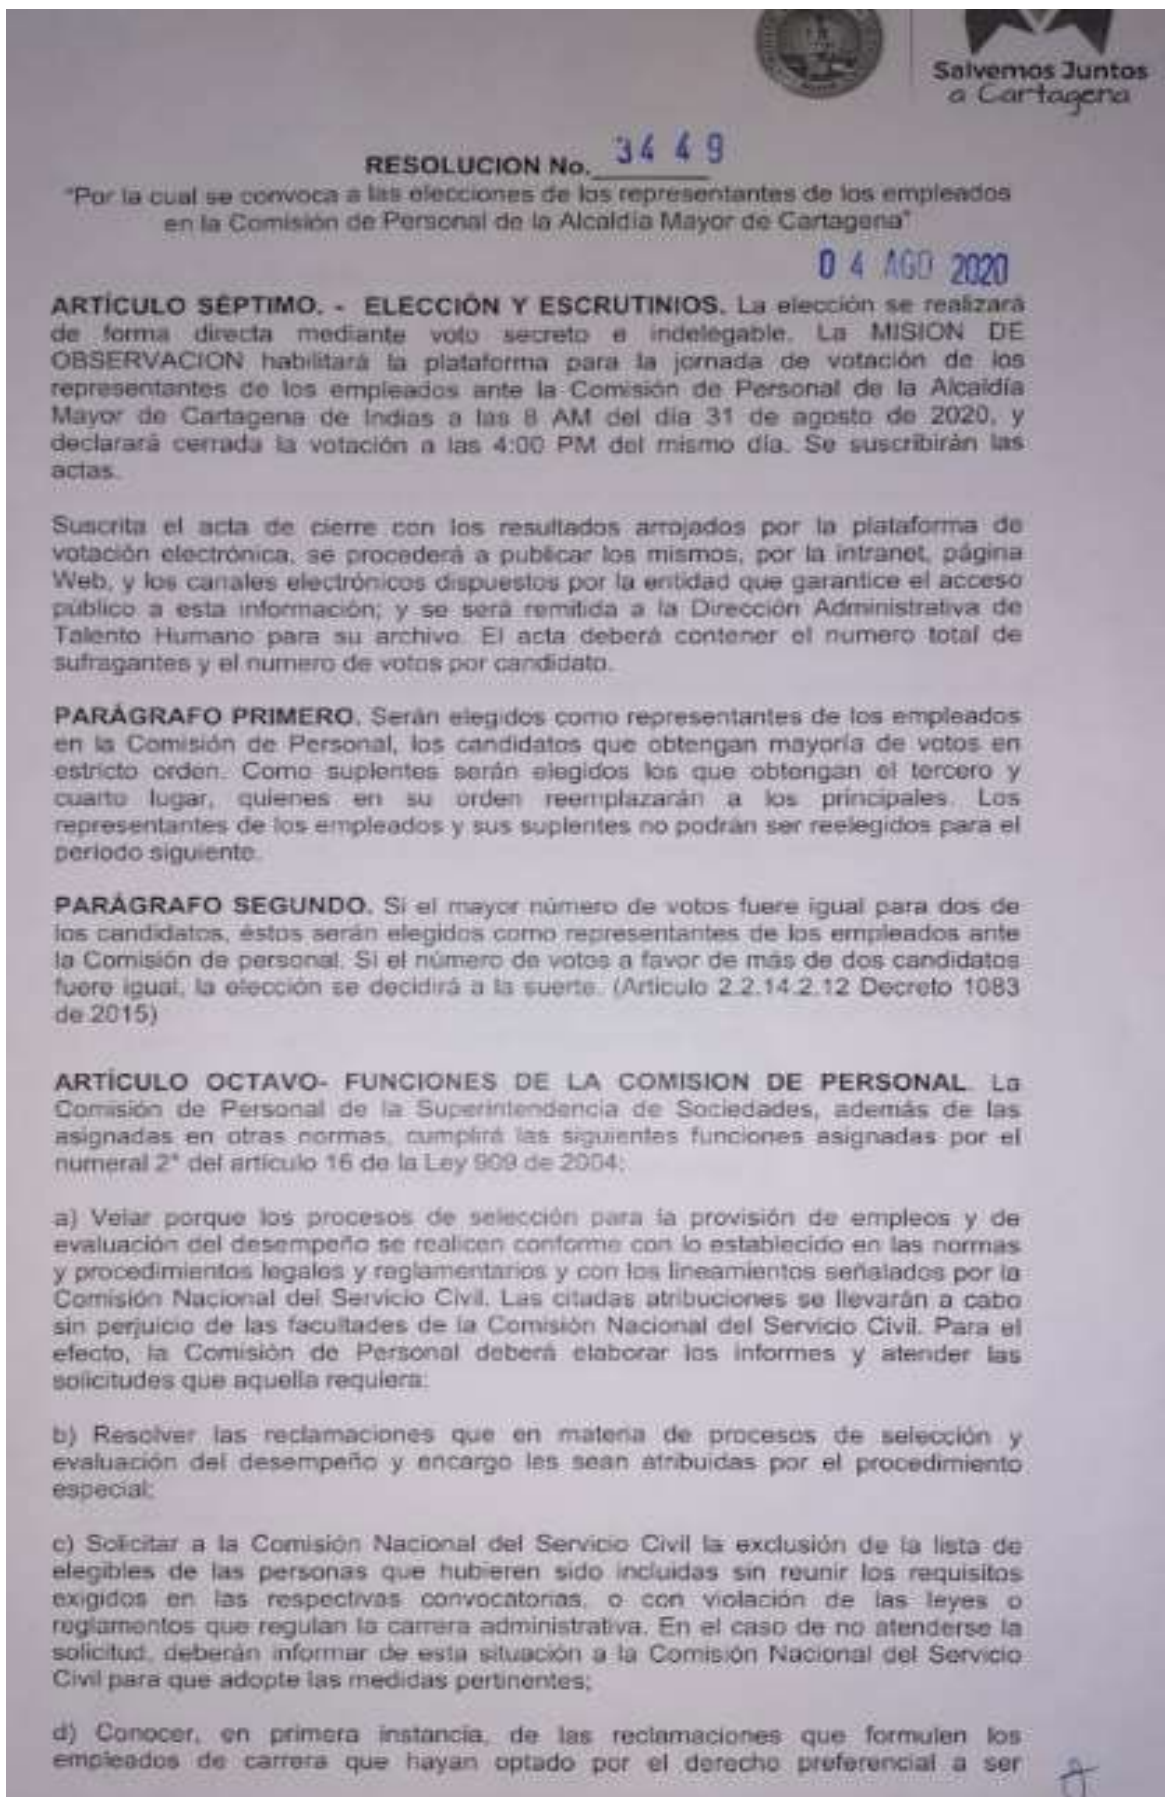 Salvemos Juntos
a Cartagena
RESOLUCION No. 3449
"Por la cual se convoca a las elecciones de los representantes de los empleados
en la Comisión de Personal de la Alcaldía Mayor de Cartagena"
04 AGO 2020
ARTÍCULO SÉPTIMO. - ELECCIÓN Y ESCRUTINIOS. La elección se realizará
de forma directa mediante voto secreto e indelegable. La MISION DE
OBSERVACION habilitará la plataforma para la jornada de votación de los
representantes de los empleados ante la Comisión de Personal de la Alcaldía
Mayor de Cartagena de Indias a las 8 AM del día 31 de agosto de 2020, y
declarará cerrada la votación a las 4:00 PM del mismo día. Se suscribirán las
actas.
Suscrita el acta de cierre con los resultados arrojados por la plataforma de
votación electrónica, se procederá a publicar los mismos, por la intranet, página
Web, y los canales electrónicos dispuestos por la entidad que garantice el acceso
público a esta información; y se será remitida a la Dirección Administrativa de
Talento Humano para su archivo. El acta deberá contener el numero total de
sufragantes y el numero de votos por candidato.
PARÁGRAFO PRIMERO. Serán elegidos como representantes de los empleados
en la Comisión de Personal, los candidatos que obtengan mayoría de votos en
estricto orden. Como suplentes serán elegidos los que obtengan el tercero y
cuarto lugar, quienes en su orden reemplazarán a los principales. Los
representantes de los empleados y sus suplentes no podrán ser reelegidos para el
período siguiente.
PARÁGRAFO SEGUNDO. Si el mayor número de votos fuere igual para dos de
los candidatos, éstos serán elegidos como representantes de los empleados ante
la Comisión de personal. Si el número de votos a favor de más de dos candidatos
fuere igual, la elección se decidirá a la suerte. (Articulo 2.2.14.2.12 Decreto 1083
de 2015)
ARTÍCULO OCTAVO- FUNCIONES DE LA COMISION DE PERSONAL. La
Comisión de Personal de la Superintendencia de Sociedades, además de las
asignadas en otras normas, cumplirá las siguientes funciones asignadas por el
numeral 2° del artículo 16 de la Ley 909 de 2004:
a) Velar porque los procesos de selección para la provisión de empleos y de
evaluación del desempeño se realicen conforme con lo establecido en las normas
y procedimientos legales y reglamentarios y con los lineamientos señalados por la
Comisión Nacional del Servicio Civil. Las citadas atribuciones se llevarán a cabo
sin perjuicio de las facultades de la Comisión Nacional del Servicio Civil. Para el
efecto, la Comisión de Personal deberá elaborar los informes y atender las
solicitudes que aquella requiera:
b) Resolver las reclamaciones que en materia de procesos de selección y
evaluación del desempeño y encargo les sean atribuidas por el procedimiento
especial;
c) Solicitar a la Comisión Nacional del Servicio Civil la exclusión de la lista de
elegibles de las personas que hubieren sido incluidas sin reunir los requisitos
exigidos en las respectivas convocatorias, o con violación de las leyes o
reglamentos que regulan la carrera administrativa. En el caso de no atenderse la
solicitud, deberán informar de esta situación a la Comisión Nacional del Servicio
Civil para que adopte las medidas pertinentes;
d) Conocer, en primera instancia, de las reclamaciones que formulen los
empleados de carrera que hayan optado por el derecho preferencial a ser